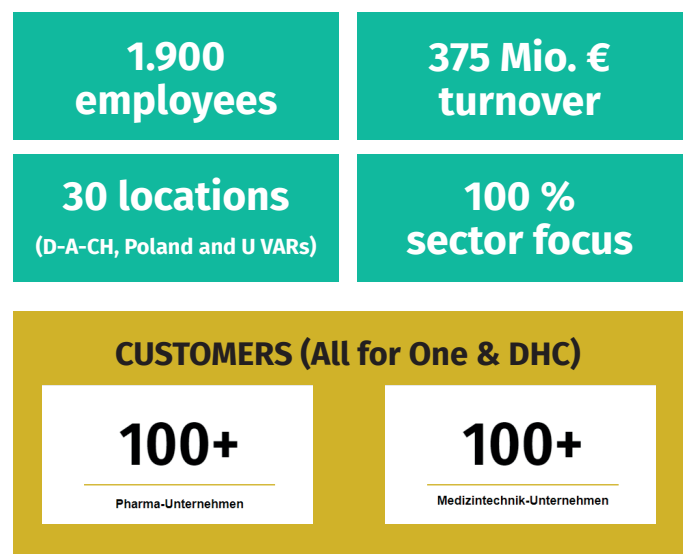 1.900
employees
375 Mio. €
turnover
30 locations
(D-A-CH, Poland and U VARs)
100 %
sector focus
CUSTOMERS (All for One & DHC)
100+
Pharma-Unternehmen
100+
Medizintechnik-Unternehmen